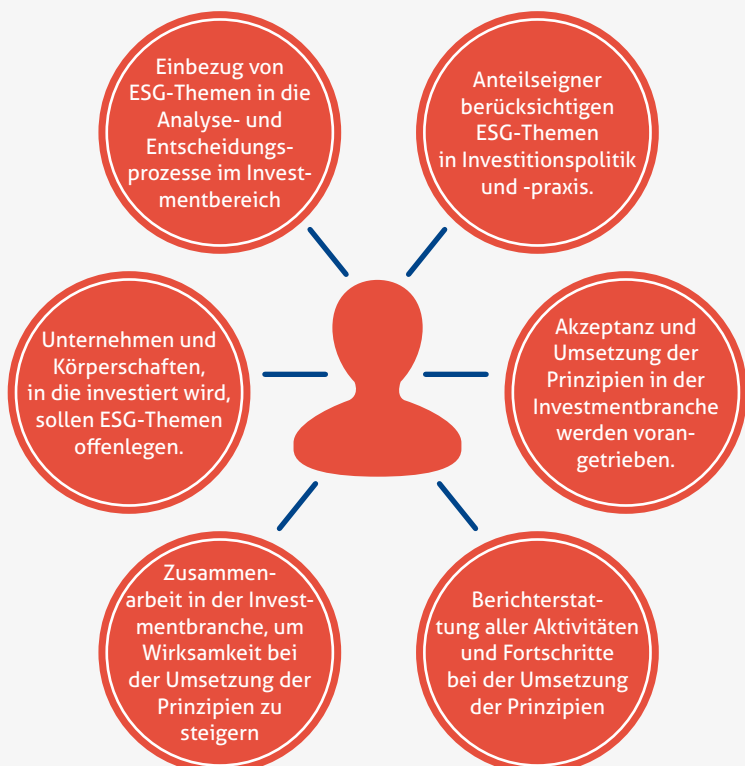 Einbezug von
ESG-Themen in die
Analyse- und
Entscheidungs-
prozesse im Invest-
mentbereich
Anteilseigner
berücksichtigen
ESG-Themen
in Investitionspolitik
und -praxis.
Unternehmen und
Körperschaften,
in die investiert wird,
sollen ESG-Themen
offenlegen.
Akzeptanz und
Umsetzung der
Prinzipien in der
Investmentbranche
werden voran-
getrieben.
Zusammen-
arbeit in der Invest-
mentbranche, um
Wirksamkeit bei
der Umsetzung der
Prinzipien zu
steigern
Berichterstat-
tung aller Aktivitäten
und Fortschritte
bei der Umsetzung
der Prinzipien